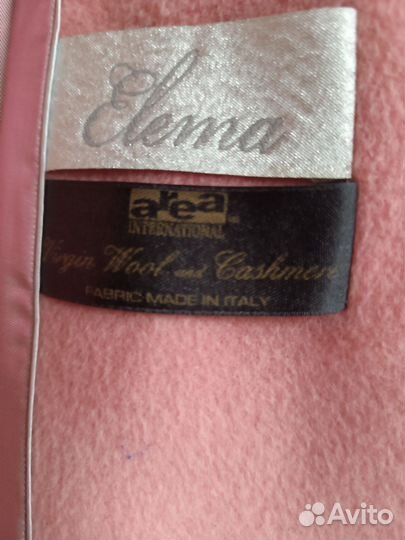 Elema
area
INTERNATIONAL
Virgin Wool and Cashmere
FABRIC MADE IN ITALY
Avito